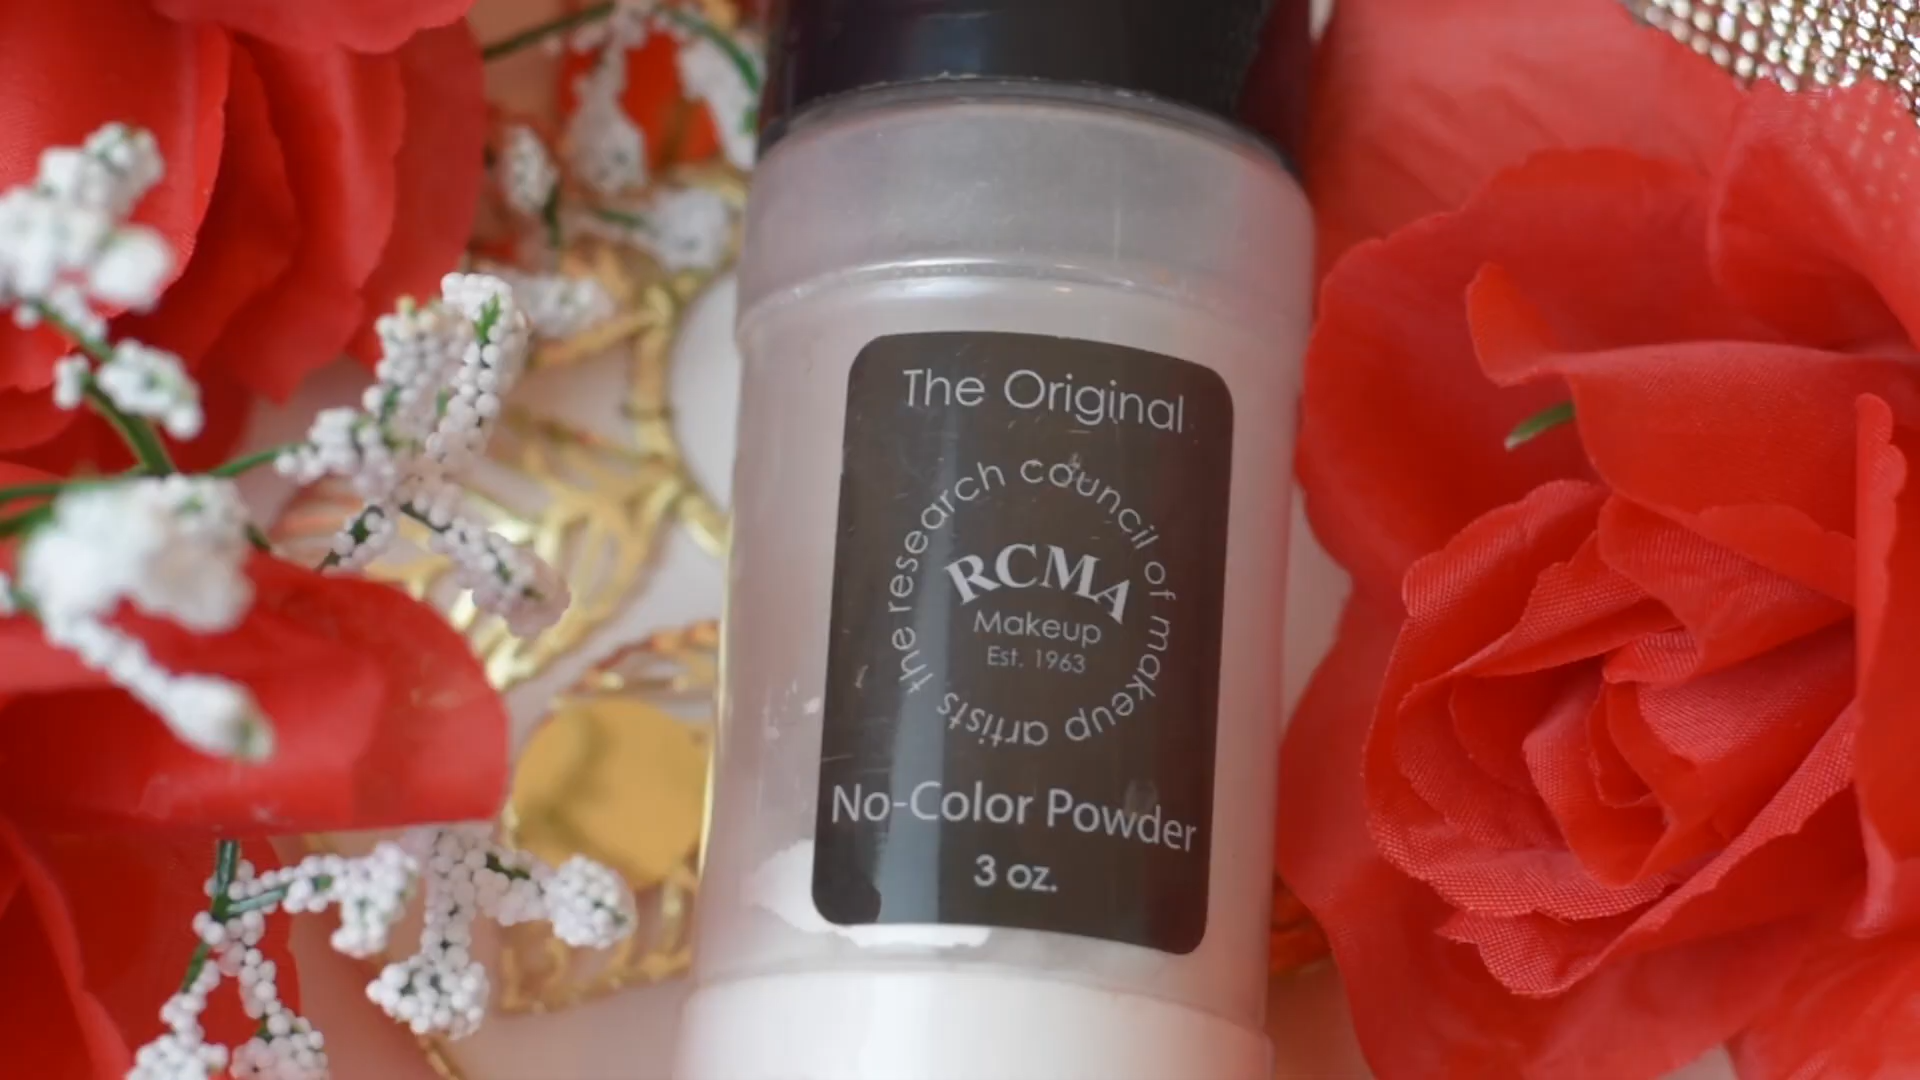 The Original
the research council of makeup artists
RCMA
Makeup
Est. 1963
No-Color Powder
3 oz.